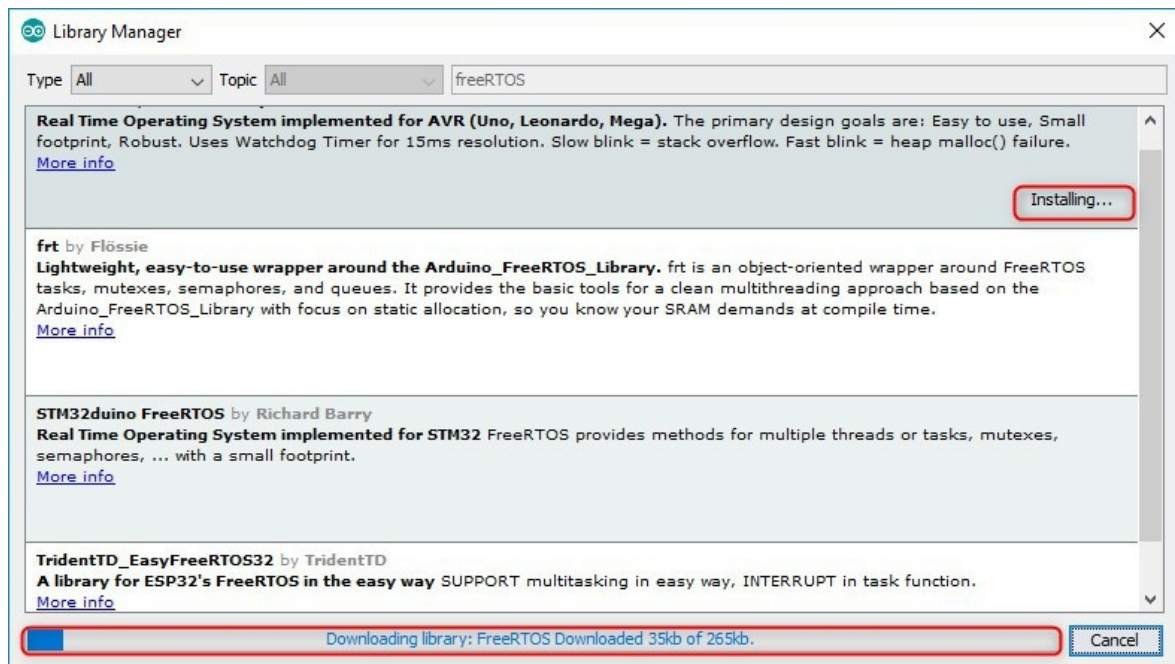 Library Manager
Type All Topic All freeRTOS
Real Time Operating System implemented for AVR (Uno, Leonardo, Mega). The primary design goals are: Easy to use, Small
footprint, Robust. Uses Watchdog Timer for 15ms resolution. Slow blink = stack overflow. Fast blink = heap malloc() failure.
More info
Installing...
frt by Flössie
Lightweight, easy-to-use wrapper around the Arduino_FreeRTOS_Library. frt is an object-oriented wrapper around FreeRTOS
tasks, mutexes, semaphores, and queues. It provides the basic tools for a clean multithreading approach based on the
Arduino_FreeRTOS_Library with focus on static allocation, so you know your SRAM demands at compile time.
More info
STM32duino FreeRTOS by Richard Barry
Real Time Operating System implemented for STM32 FreeRTOS provides methods for multiple threads or tasks, mutexes,
semaphores, ... with a small footprint.
More info
TridentTD_EasyFreeRTOS32 by TridentTD
A library for ESP32's FreeRTOS in the easy way SUPPORT multitasking in easy way, INTERRUPT in task function.
More info
Downloading library: FreeRTOS Downloaded 35kb of 265kb.
Cancel